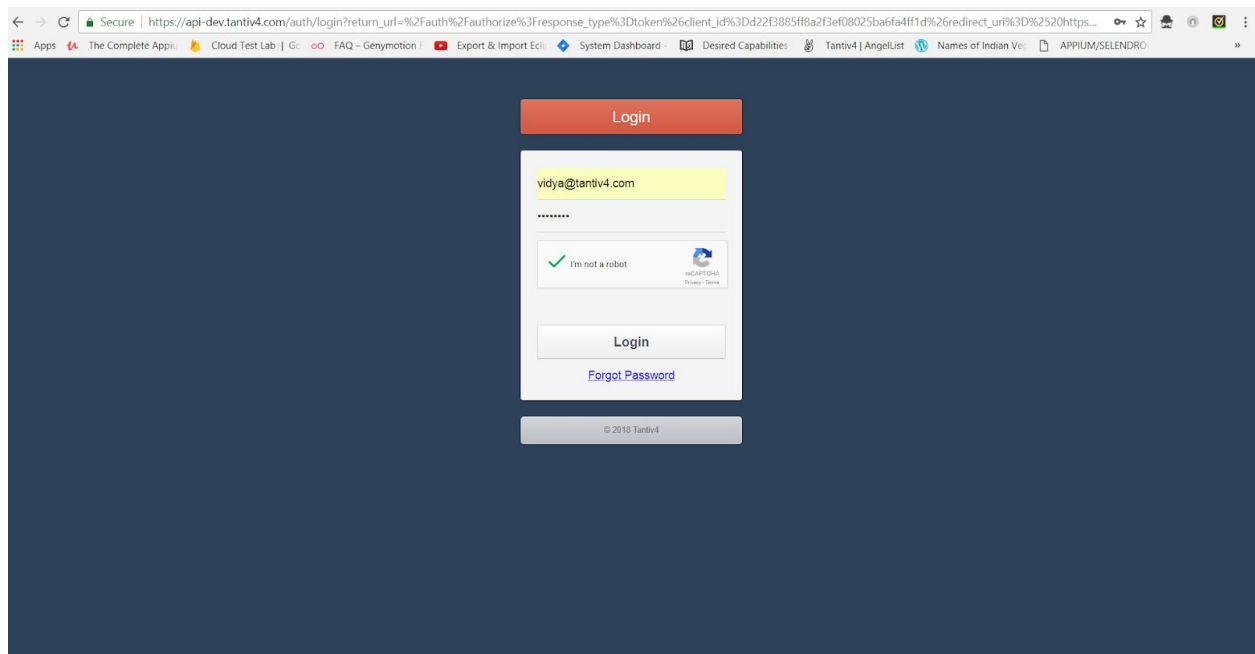 Secure | https://api-dev.tantiv4.com/auth/login?return_url=%2Fauth%2Fauthorize%3Fresponse_type%3Dtoken%26client_id%3Dd22f3885ff8a2f3ef08025ba6fa4ff1d%26redirect_uri%3D%2520https...
Apps The Complete Appiu Cloud Test Lab | Go FAQ – Genymotion F Export & Import Ecli System Dashboard - Desired Capabilities Tantiv4 | AngelList Names of Indian Veg APPIUM/SELENDRO »
Login
vidya@tantiv4.com
••••••••
I'm not a robot
reCAPTCHA
Privacy - Terms
Login
Forgot Password
© 2018 Tantiv4